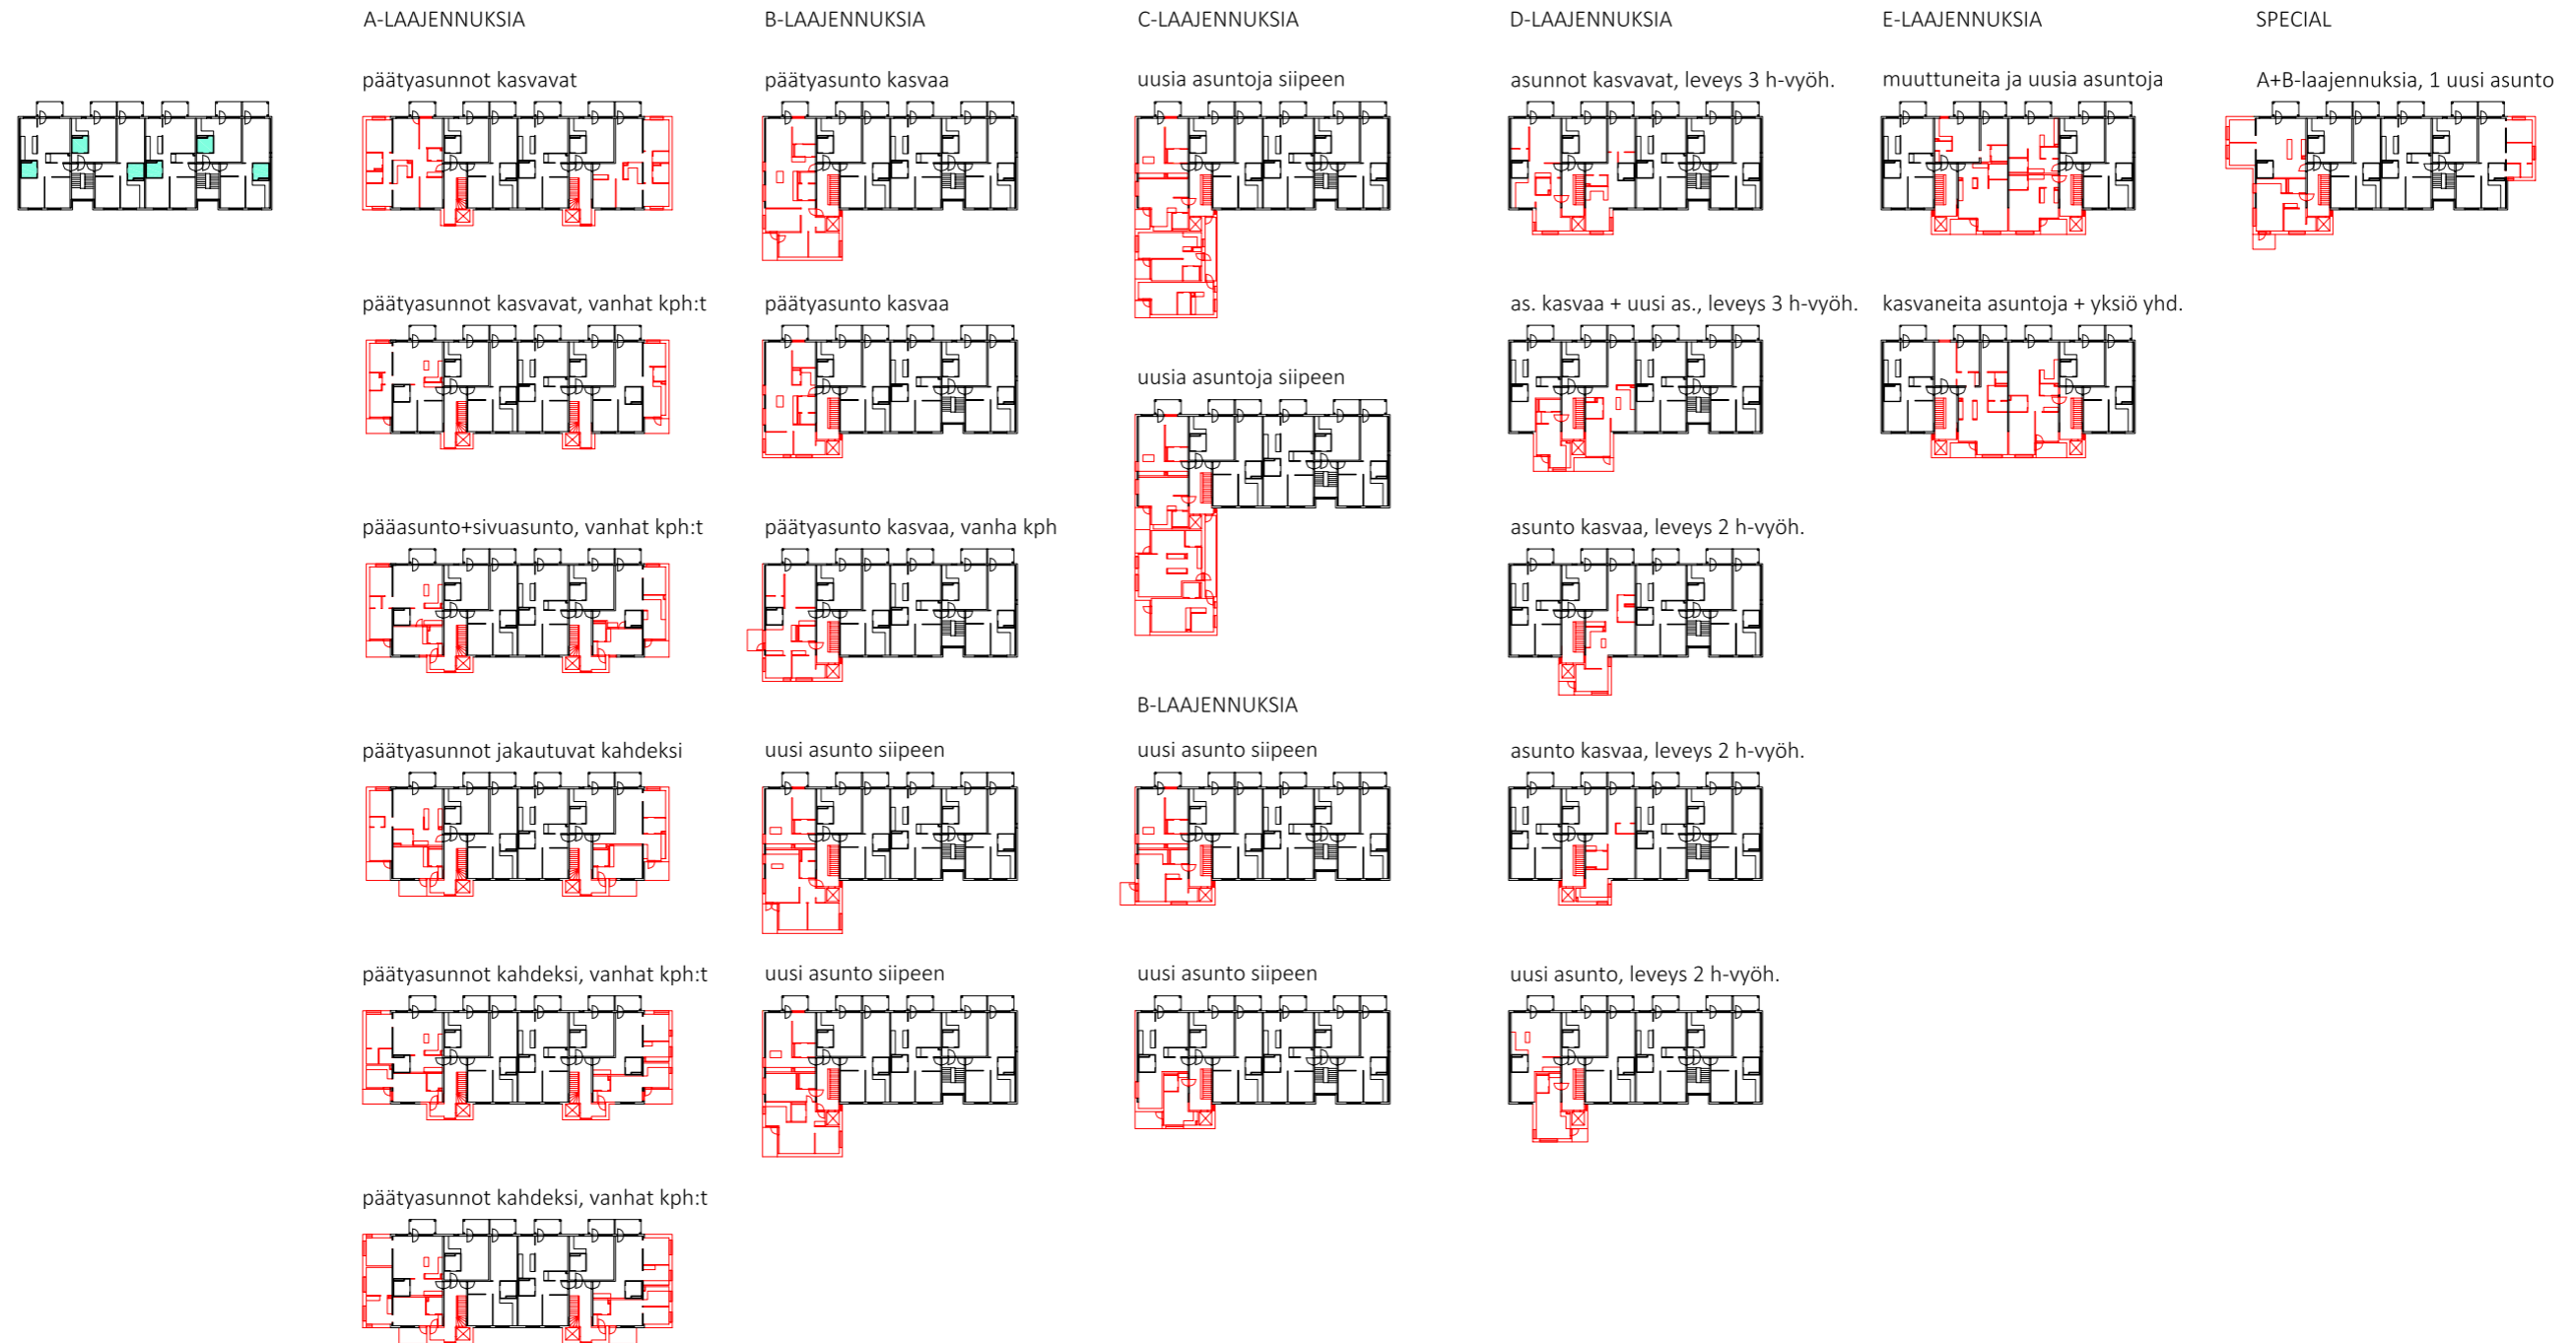 A-LAAJENNUKSIA
päätyasunnot kasvavat
päätyasunnot kasvavat, vanhat kph:t
pääasunto+sivuasunto, vanhat kph:t
päätyasunnot jakautuvat kahdeksi
päätyasunnot kahdeksi, vanhat kph:t
päätyasunnot kahdeksi, vanhat kph:t
B-LAAJENNUKSIA
päätyasunto kasvaa
päätyasunto kasvaa
päätyasunto kasvaa, vanha kph
uusi asunto siipeen
uusi asunto siipeen
C-LAAJENNUKSIA
uusia asuntoja siipeen
uusia asuntoja siipeen
B-LAAJENNUKSIA
uusi asunto siipeen
uusi asunto siipeen
D-LAAJENNUKSIA
asunnot kasvavat, leveys 3 h-vyöh.
as. kasvaa + uusi as., leveys 3 h-vyöh.
asunto kasvaa, leveys 2 h-vyöh.
asunto kasvaa, leveys 2 h-vyöh.
uusi asunto, leveys 2 h-vyöh.
E-LAAJENNUKSIA
muuttuneita ja uusia asuntoja
kasvaneita asuntoja + yksiö yhd.
SPECIAL
A+B-laajennuksia, 1 uusi asunto